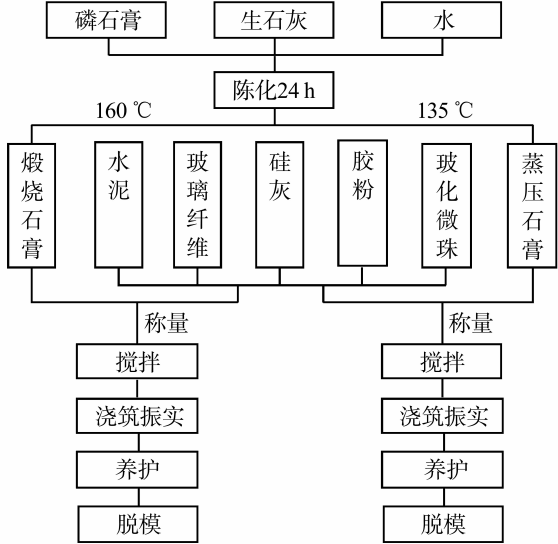 磷石膏
生石灰
水
陈化24 h
160 ℃
135 ℃
煅烧石膏
水泥
玻璃纤维
硅灰
胶粉
玻化微珠
蒸压石膏
称量
称量
搅拌
搅拌
浇筑振实
浇筑振实
养护
养护
脱模
脱模